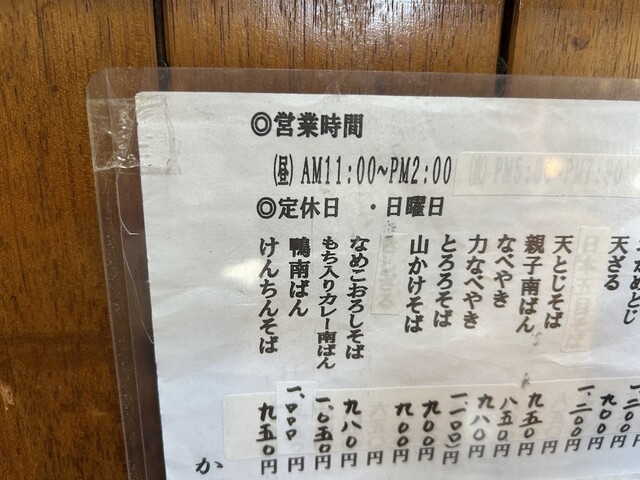 ◎営業時間
(昼)AM11:00~PM2:00
◎定休日 ・日曜日
天ざる 一、二〇〇円
天とじそば 九五〇円
親子南ばん 八五〇円
なべやき 九八〇円
力なべやき 一、一〇〇円
とろろそば 九〇〇円
山かけそば 九〇〇円
なめこおろしそば 九八〇円
もち入りカレー南ばん 一、〇五〇円
鴨南ばん 一、〇〇〇円
けんちんそば 九五〇円
か